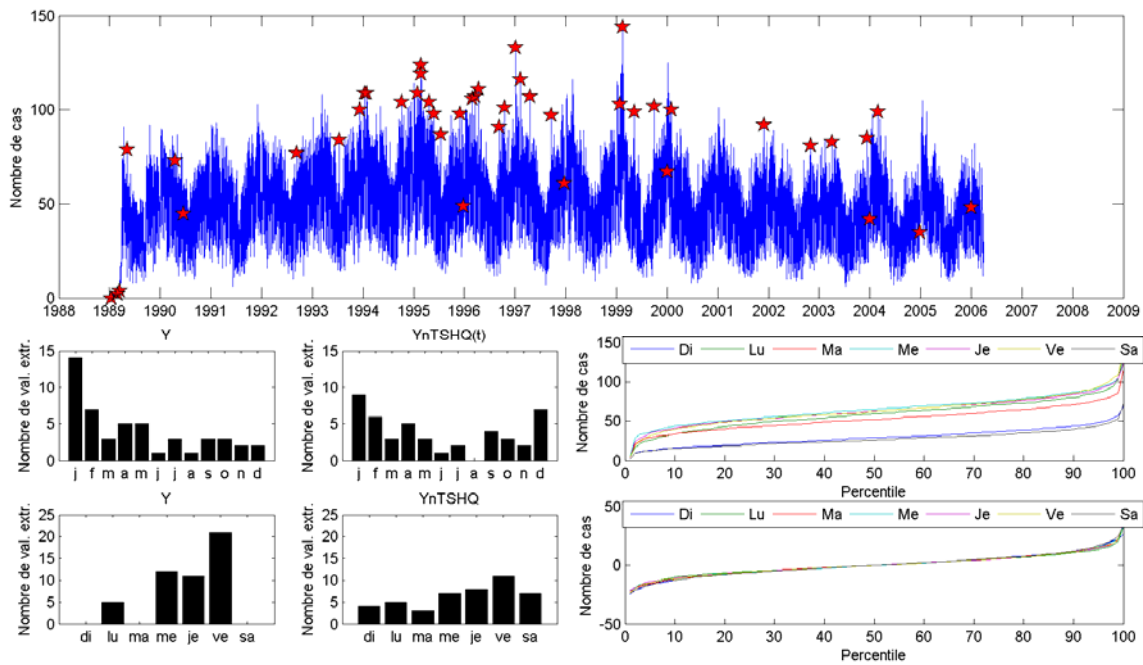 150
100
50
0
Nombre de cas
1988 1989 1990 1991 1992 1993 1994 1995 1996 1997 1998 1999 2000 2001 2002 2003 2004 2005 2006 2007 2008 2009
Y
15
10
5
0
Nombre de val. extr.
j f m a m j j a s o n d
YnTSHQ(t)
15
10
5
0
Nombre de val. extr.
j f m a m j j a s o n d
150
100
50
0
Nombre de cas
Di Lu Ma Me Je Ve Sa
0 10 20 30 40 50 60 70 80 90 100
Percentile
Y
25
20
15
10
5
0
Nombre de val. extr.
di lu ma me je ve sa
YnTSHQ
25
20
15
10
5
0
Nombre de val. extr.
di lu ma me je ve sa
50
0
-50
Nombre de cas
Di Lu Ma Me Je Ve Sa
0 10 20 30 40 50 60 70 80 90 100
Percentile